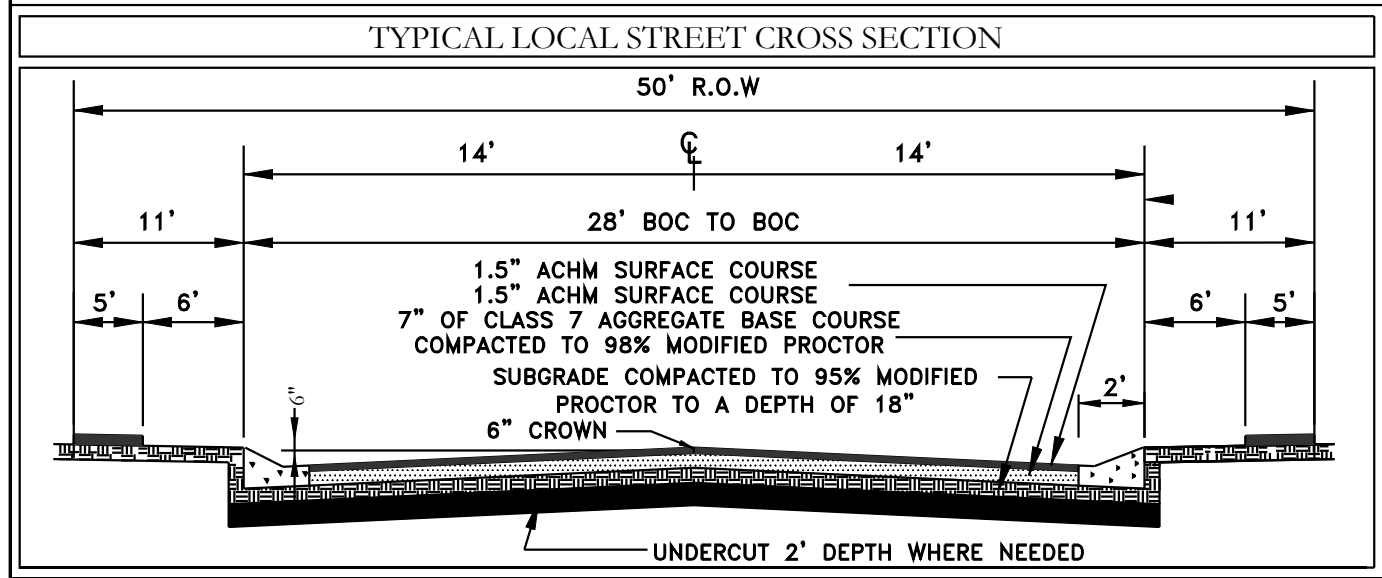 TYPICAL LOCAL STREET CROSS SECTION
50' R.O.W
14' ℄ 14'
11' 28' BOC TO BOC 11'
1.5" ACHM SURFACE COURSE
1.5" ACHM SURFACE COURSE
5' 6' 6' 5'
7" OF CLASS 7 AGGREGATE BASE COURSE
COMPACTED TO 98% MODIFIED PROCTOR
SUBGRADE COMPACTED TO 95% MODIFIED
PROCTOR TO A DEPTH OF 18"
2'
6"
6" CROWN
UNDERCUT 2' DEPTH WHERE NEEDED